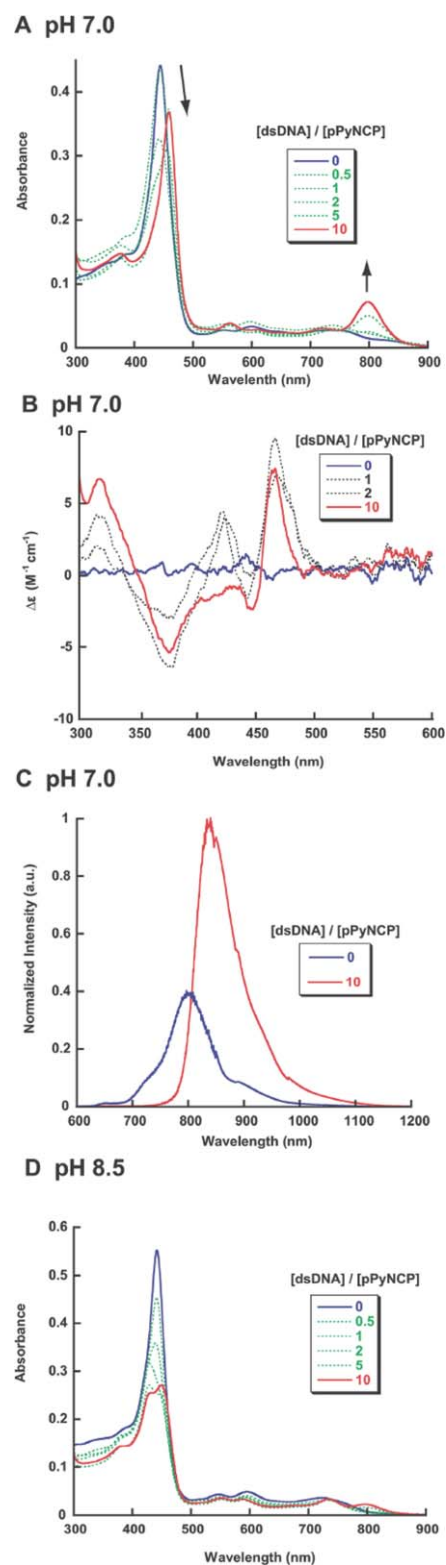 A pH 7.0
[dsDNA] / [pPyNCP]
0
0.5
1
2
5
10
Absorbance
0.4
0.3
0.2
0.1
0
300 400 500 600 700 800 900
Wavelenth (nm)
B pH 7.0
[dsDNA] / [pPyNCP]
0
1
2
10
Δε (M⁻¹ cm⁻¹)
10
5
0
-5
-10
300 350 400 450 500 550 600
Wavelength (nm)
C pH 7.0
[dsDNA] / [pPyNCP]
0
10
Normalized Intensity (a.u.)
1
0.8
0.6
0.4
0.2
0
600 700 800 900 1000 1100 1200
Wavelength (nm)
D pH 8.5
[dsDNA] / [pPyNCP]
0
0.5
1
2
5
10
Absorbance
0.6
0.5
0.4
0.3
0.2
0.1
0
300 400 500 600 700 800 900
Wavelength (nm)